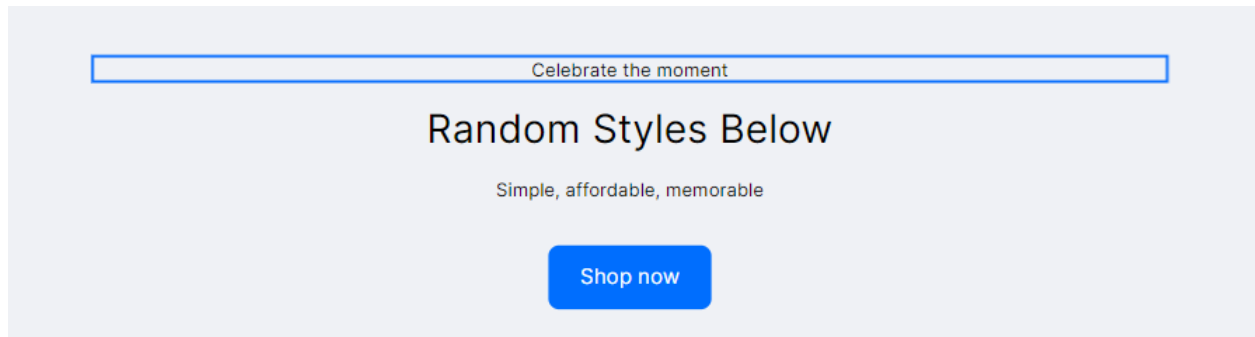 Celebrate the moment
Random Styles Below
Simple, affordable, memorable
Shop now